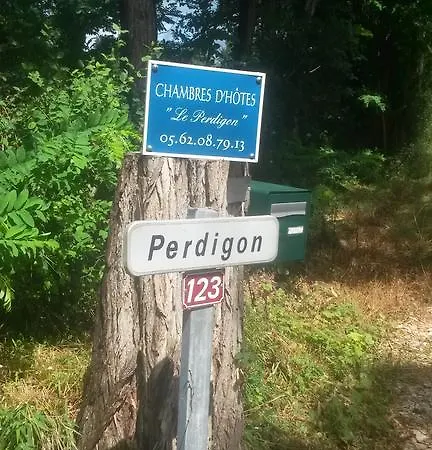 CHAMBRES D'HÔTES
"Le Perdigon"
05.62.08.79.13
Perdigon
123